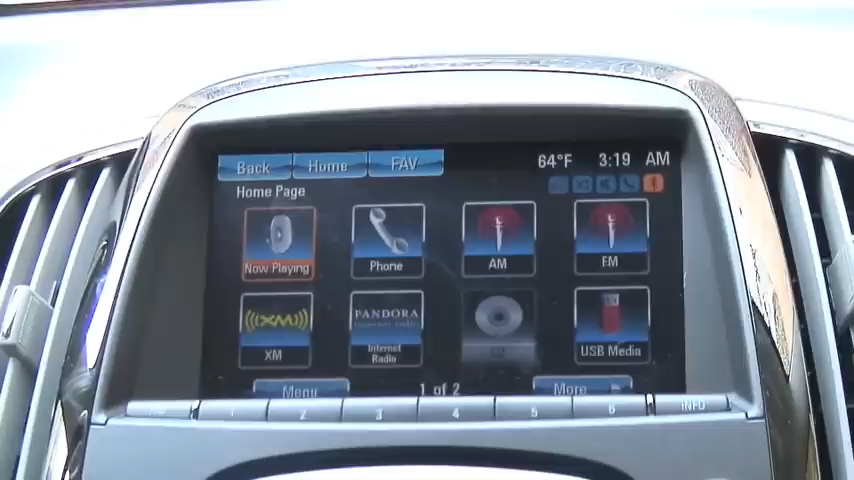 Back Home FAV 64°F 3:19 AM
Home Page
Now Playing Phone AM FM
XM
PANDORA
XM Internet Radio USB Media
Menu 1 of 2 More
1 2 3 4 5 6 INFO